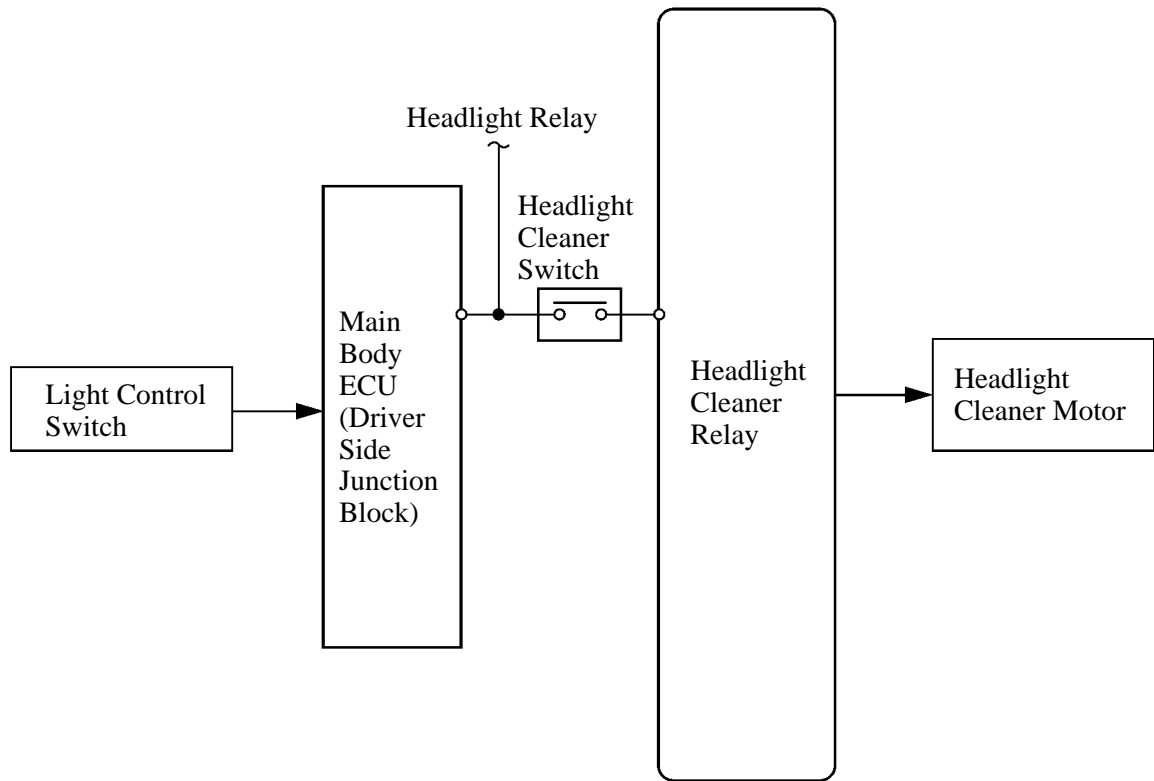 Headlight Relay
Headlight
Cleaner
Switch
Main
Body
ECU
(Driver
Side
Junction
Block)
Light Control
Switch
Headlight
Cleaner
Relay
Headlight
Cleaner Motor